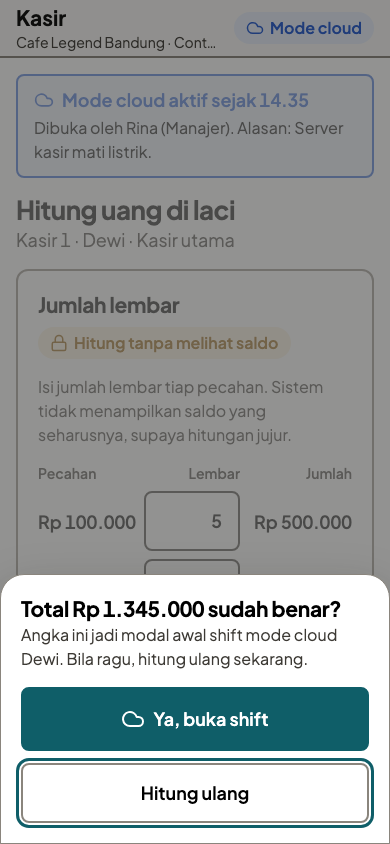 Kasir
Cafe Legend Bandung · Cont...
Mode cloud
Mode cloud aktif sejak 14.35
Dibuka oleh Rina (Manajer). Alasan: Server
kasir mati listrik.
Hitung uang di laci
Kasir 1 · Dewi · Kasir utama
Jumlah lembar
Hitung tanpa melihat saldo
Isi jumlah lembar tiap pecahan. Sistem
tidak menampilkan saldo yang
seharusnya, supaya hitungan jujur.
Pecahan Lembar Jumlah
Rp 100.000 5 Rp 500.000
Total Rp 1.345.000 sudah benar?
Angka ini jadi modal awal shift mode cloud
Dewi. Bila ragu, hitung ulang sekarang.
Ya, buka shift
Hitung ulang